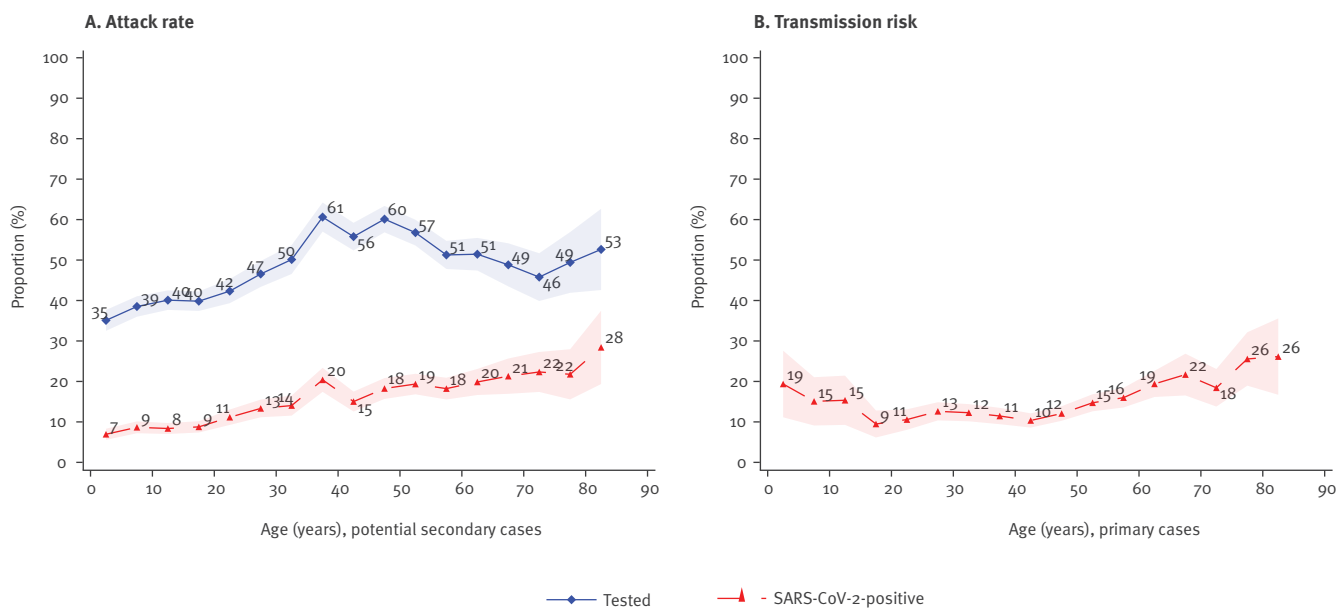 A. Attack rate
100
90
80
70
60
50
40
30
20
10
0
Proportion (%)
35 39 40 40 42 47 50 61 56 60 57 51 51 49 46 49 53
7 9 8 9 11 13 14 20 15 18 19 18 20 21 22 22 28
0 10 20 30 40 50 60 70 80 90
Age (years), potential secondary cases
B. Transmission risk
100
90
80
70
60
50
40
30
20
10
0
Proportion (%)
19 15 15 9 11 13 12 11 10 12 15 16 19 22 18 26 26
0 10 20 30 40 50 60 70 80 90
Age (years), primary cases
Tested
SARS-CoV-2-positive